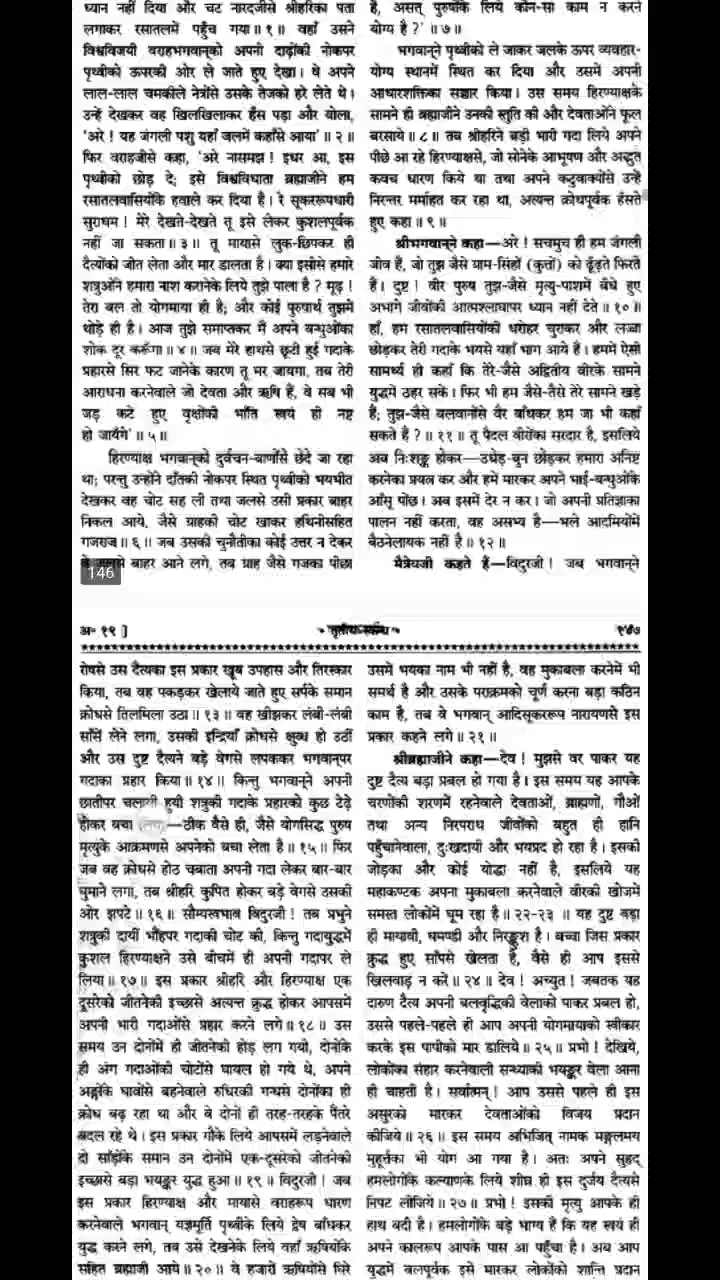 ध्यान नहीं दिया और चट नारदजीसे श्रीहरिका पता
लगाकर रसातलमें पहुँच गया ॥ १ ॥ वहाँ उसने
विश्वविजयी वराहभगवान्‌को अपनी दाढ़ोंकी नोकपर
पृथ्वीको ऊपरकी ओर ले जाते हुए देखा। वे अपने
लाल-लाल चमकीले नेत्रोंसे उसके तेजको हरे लेते थे।
उन्हें देखकर वह खिलखिलाकर हँस पड़ा और बोला,
'अरे ! यह जंगली पशु यहाँ जलमें कहाँसे आया' ॥ २ ॥
फिर वराहजीसे कहा, 'अरे नासमझ ! इधर आ, इस
पृथ्वीको छोड़ दे; इसे विश्वविधाता ब्रह्माजीने हम
रसातलवासियोंके हवाले कर दिया है। रे सूकररूपधारी
सुराधम ! मेरे देखते-देखते तू इसे लेकर कुशलपूर्वक
नहीं जा सकता ॥ ३ ॥ तू मायासे लुक-छिपकर ही
दैत्योंको जीत लेता और मार डालता है। क्या इसीसे हमारे
शत्रुओंने हमारा नाश करानेके लिये तुझे पाला है ? मूढ़ !
तेरा बल तो योगमाया ही है; और कोई पुरुषार्थ तुझमें
थोड़े ही है। आज तुझे समाप्तकर मैं अपने बन्धुओंका
शोक दूर करूँगा ॥ ४ ॥ जब मेरे हाथसे छूटी हुई गदाके
प्रहारसे सिर फट जानेके कारण तू मर जायगा, तब तेरी
आराधना करनेवाले जो देवता और ऋषि हैं, वे सब भी
जड़ कटे हुए वृक्षोंकी भाँति स्वयं ही नष्ट
हो जायेंगे' ॥ ५ ॥
हिरण्याक्ष भगवान्‌को दुर्वचन-बाणोंसे छेदे जा रहा
था; परन्तु उन्होंने दाँतकी नोकपर स्थित पृथ्वीको भयभीत
देखकर वह चोट सह ली तथा जलसे उसी प्रकार बाहर
निकल आये, जैसे ग्राहकी चोट खाकर हथिनीसहित
गजराज ॥ ६ ॥ जब उसकी चुनौतीका कोई उत्तर न देकर
वे जलसे बाहर आने लगे, तब ग्राह जैसे गजका पीछा
146
है, असत् पुरुषोंके लिये कौन-सा काम न करने
योग्य है ?' ॥ ७ ॥
भगवान्‌ने पृथ्वीको ले जाकर जलके ऊपर व्यवहार-
योग्य स्थानमें स्थित कर दिया और उसमें अपनी
आधारशक्तिका सञ्चार किया। उस समय हिरण्याक्षके
सामने ही ब्रह्माजीने उनकी स्तुति की और देवताओंने फूल
बरसाये ॥ ८ ॥ तब श्रीहरिने बड़ी भारी गदा लिये अपने
पीछे आ रहे हिरण्याक्षसे, जो सोनेके आभूषण और अद्भुत
कवच धारण किये था तथा अपने कटुवाक्योंसे उन्हें
निरन्तर मर्माहत कर रहा था, अत्यन्त क्रोधपूर्वक हँसते
हुए कहा ॥ ९ ॥
श्रीभगवान्‌ने कहा—अरे ! सचमुच ही हम जंगली
जीव हैं, जो तुझ जैसे ग्राम-सिंहों (कुत्तों) को ढूँढ़ते फिरते
हैं। दुष्ट ! वीर पुरुष तुझ-जैसे मृत्यु-पाशमें बँधे हुए
अभागे जीवोंकी आत्मश्लाघापर ध्यान नहीं देते ॥ १० ॥
हाँ, हम रसातलवासियोंकी धरोहर चुराकर और लज्जा
छोड़कर तेरी गदाके भयसे यहाँ भाग आये हैं। हममें ऐसी
सामर्थ्य ही कहाँ कि तेरे-जैसे अद्वितीय वीरके सामने
युद्धमें ठहर सकें। फिर भी हम जैसे-तैसे तेरे सामने खड़े
हैं; तुझ-जैसे बलवानोंसे वैर बाँधकर हम जा भी कहाँ
सकते हैं ? ॥ ११ ॥ तू पैदल वीरोंका सरदार है, इसलिये
अब निःशङ्क होकर—उधेड़-बुन छोड़कर हमारा अनिष्ट
करनेका प्रयत्न कर और हमें मारकर अपने भाई-बन्धुओंके
आँसू पोंछ। अब इसमें देर न कर। जो अपनी प्रतिज्ञाका
पालन नहीं करता, वह असभ्य है—भले आदमियोंमें
बैठनेलायक नहीं है ॥ १२ ॥
मैत्रेयजी कहते हैं—विदुरजी ! जब भगवान्‌ने
अ॰ १९ ] • तृतीय स्कन्ध • १४७
रोषसे उस दैत्यका इस प्रकार खूब उपहास और तिरस्कार
किया, तब वह पकड़कर खेलाये जाते हुए सर्पके समान
क्रोधसे तिलमिला उठा ॥ १३ ॥ वह खीझकर लंबी-लंबी
साँसें लेने लगा, उसकी इन्द्रियाँ क्रोधसे क्षुब्ध हो उठीं
और उस दुष्ट दैत्यने बड़े वेगसे लपककर भगवान्‌पर
गदाका प्रहार किया ॥ १४ ॥ किन्तु भगवान्‌ने अपनी
छातीपर चलायी हुयी शत्रुकी गदाके प्रहारको कुछ टेढ़े
होकर बचा लिया—ठीक वैसे ही, जैसे योगसिद्ध पुरुष
मृत्युके आक्रमणसे अपनेको बचा लेता है ॥ १५ ॥ फिर
जब वह क्रोधसे होठ चबाता अपनी गदा लेकर बार-बार
घुमाने लगा, तब श्रीहरि कुपित होकर बड़े वेगसे उसकी
ओर झपटे ॥ १६ ॥ सौम्यस्वभाव विदुरजी ! तब प्रभुने
शत्रुकी दायीं भौंहपर गदाकी चोट की, किन्तु गदायुद्धमें
कुशल हिरण्याक्षने उसे बीचमें ही अपनी गदापर ले
लिया ॥ १७ ॥ इस प्रकार श्रीहरि और हिरण्याक्ष एक
दूसरेको जीतनेकी इच्छासे अत्यन्त क्रुद्ध होकर आपसमें
अपनी भारी गदाओंसे प्रहार करने लगे ॥ १८ ॥ उस
समय उन दोनोंमें ही जीतनेकी होड़ लग गयी, दोनोंके
ही अंग गदाओंकी चोटोंसे घायल हो गये थे, अपने
अङ्गोंके घावोंसे बहनेवाले रुधिरकी गन्धसे दोनोंका ही
क्रोध बढ़ रहा था और वे दोनों ही तरह-तरहके पैंतरे
बदल रहे थे। इस प्रकार गौके लिये आपसमें लड़नेवाले
दो साँड़ोंके समान उन दोनोंमें एक-दूसरेको जीतनेकी
इच्छासे बड़ा भयङ्कर युद्ध हुआ ॥ १९ ॥ विदुरजी ! जब
इस प्रकार हिरण्याक्ष और मायासे वराहरूप धारण
करनेवाले भगवान् यज्ञमूर्ति पृथ्वीके लिये द्वेष बाँधकर
युद्ध करने लगे, तब उसे देखनेके लिये वहाँ ऋषियोंके
सहित ब्रह्माजी आये ॥ २० ॥ वे हजारों ऋषियोंसे घिरे
उसमें भयका नाम भी नहीं है, वह मुकाबला करनेमें भी
समर्थ है और उसके पराक्रमको चूर्ण करना बड़ा कठिन
काम है, तब वे भगवान् आदिसूकररूप नारायणसे इस
प्रकार कहने लगे ॥ २१ ॥
श्रीब्रह्माजीने कहा—देव ! मुझसे वर पाकर यह
दुष्ट दैत्य बड़ा प्रबल हो गया है। इस समय यह आपके
चरणोंकी शरणमें रहनेवाले देवताओं, ब्राह्मणों, गौओं
तथा अन्य निरपराध जीवोंको बहुत ही हानि
पहुँचानेवाला, दुःखदायी और भयप्रद हो रहा है। इसकी
जोड़का और कोई योद्धा नहीं है, इसलिये यह
महाकण्टक अपना मुकाबला करनेवाले वीरकी खोजमें
समस्त लोकोंमें घूम रहा है ॥ २२-२३ ॥ यह दुष्ट बड़ा
ही मायावी, घमण्डी और निरङ्कुश है। बच्चा जिस प्रकार
क्रुद्ध हुए साँपसे खेलता है, वैसे ही आप इससे
खिलवाड़ न करें ॥ २४ ॥ देव ! अच्युत ! जबतक यह
दारुण दैत्य अपनी बलवृद्धिकी वेलाको पाकर प्रबल हो,
उससे पहले-पहले ही आप अपनी योगमायाको स्वीकार
करके इस पापीको मार डालिये ॥ २५ ॥ प्रभो ! देखिये,
लोकोंका संहार करनेवाली सन्ध्याकी भयङ्कर वेला आना
ही चाहती है। सर्वात्मन् ! आप उससे पहले ही इस
असुरको मारकर देवताओंको विजय प्रदान
कीजिये ॥ २६ ॥ इस समय अभिजित् नामक मङ्गलमय
मुहूर्त्तका भी योग आ गया है। अतः अपने सुहृद्
हमलोगोंके कल्याणके लिये शीघ्र ही इस दुर्जय दैत्यसे
निपट लीजिये ॥ २७ ॥ प्रभो ! इसकी मृत्यु आपके ही
हाथ बदी है। हमलोगोंके बड़े भाग्य हैं कि यह स्वयं ही
अपने कालरूप आपके पास आ पहुँचा है। अब आप
युद्धमें बलपूर्वक इसे मारकर लोकोंको शान्ति प्रदान